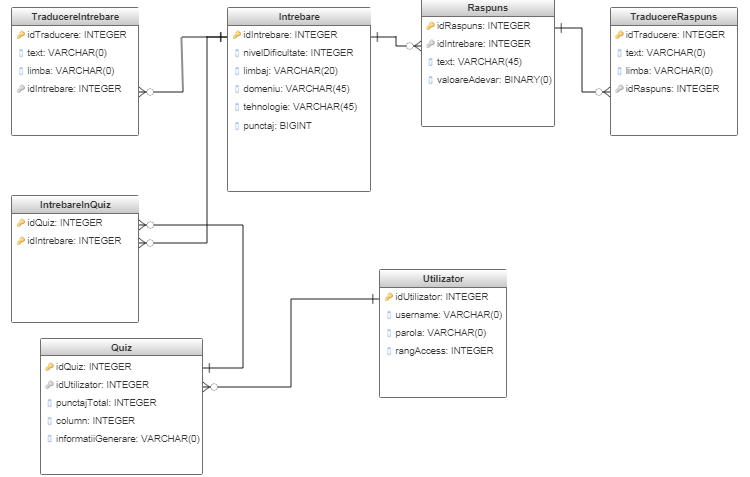 TraducereIntrebare
idTraducere: INTEGER
text: VARCHAR(0)
limba: VARCHAR(0)
idIntrebare: INTEGER
Intrebare
idIntrebare: INTEGER
nivelDificultate: INTEGER
limbaj: VARCHAR(20)
domeniu: VARCHAR(45)
tehnologie: VARCHAR(45)
punctaj: BIGINT
Raspuns
idRaspuns: INTEGER
idIntrebare: INTEGER
text: VARCHAR(45)
valoareAdevar: BINARY(0)
TraducereRaspuns
idTraducere: INTEGER
text: VARCHAR(0)
limba: VARCHAR(0)
idRaspuns: INTEGER
IntrebareInQuiz
idQuiz: INTEGER
idIntrebare: INTEGER
Utilizator
idUtilizator: INTEGER
username: VARCHAR(0)
parola: VARCHAR(0)
rangAccess: INTEGER
Quiz
idQuiz: INTEGER
idUtilizator: INTEGER
punctajTotal: INTEGER
column: INTEGER
informatiiGenerare: VARCHAR(0)